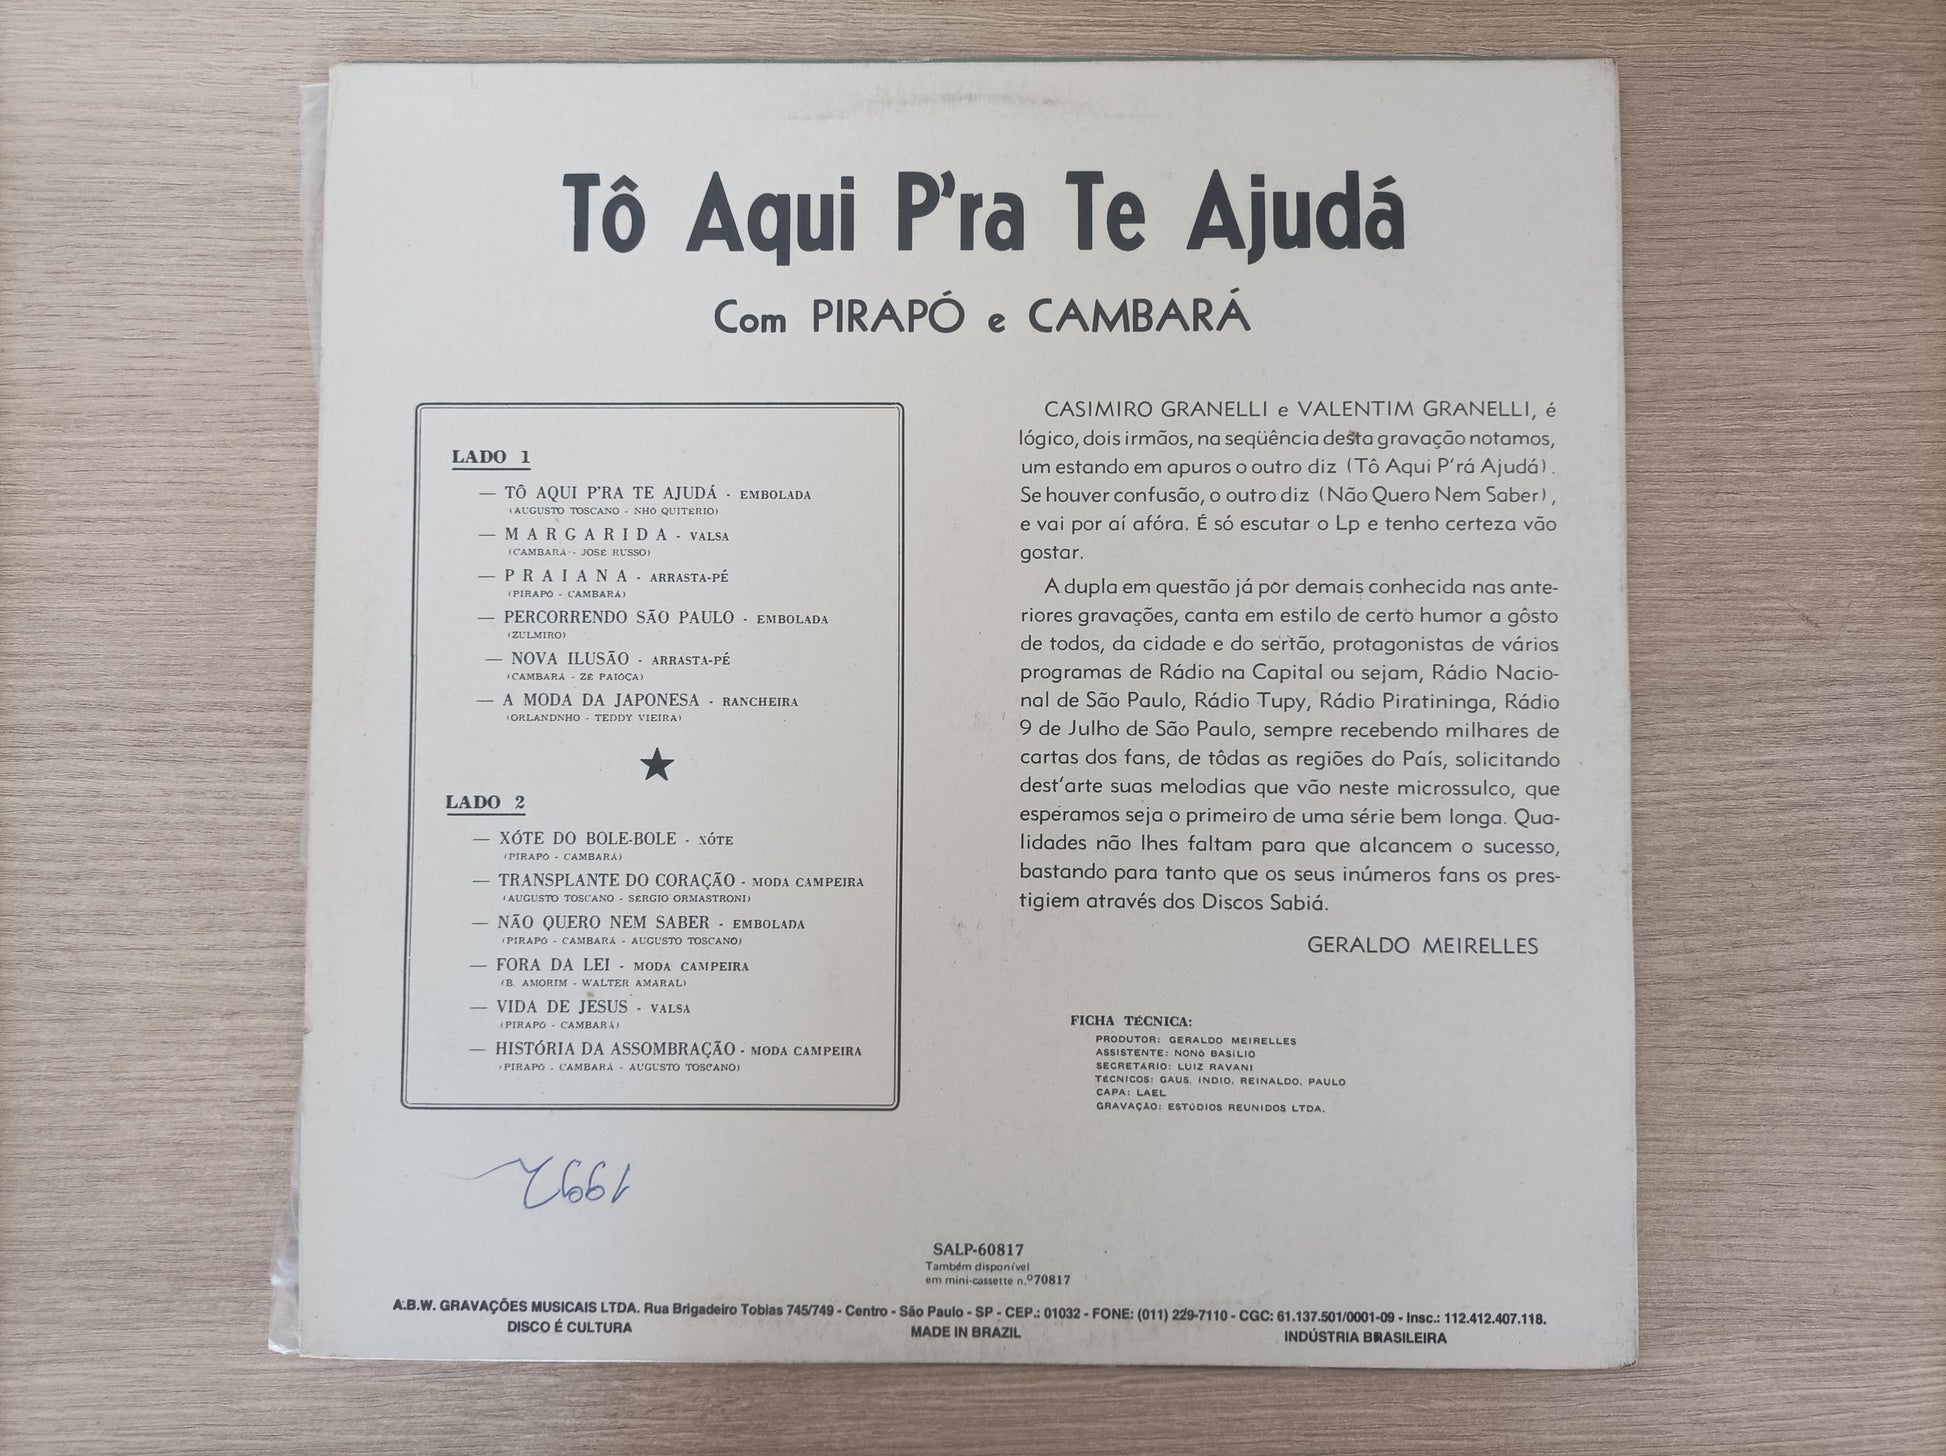 Tô Aqui P'ra Te Ajudá
Com PIRAPÓ e CAMBARÁ
LADO 1
— TÔ AQUI P'RA TE AJUDÁ - EMBOLADA
(AUGUSTO TOSCANO - NHÔ QUITÉRIO)
— MARGARIDA - VALSA
(CAMBARÁ - JOSÉ RUSSO)
— PRAIANA - ARRASTA-PÉ
(PIRAPÓ - CAMBARÁ)
— PERCORRENDO SÃO PAULO - EMBOLADA
(ZULMIRO)
— NOVA ILUSÃO - ARRASTA-PÉ
(CAMBARÁ - ZÉ PAIÓÇA)
— A MODA DA JAPONESA - RANCHEIRA
(ORLANDNHO - TEDDY VIEIRA)
★
LADO 2
— XÓTE DO BOLE-BOLE - XÓTE
(PIRAPÓ - CAMBARÁ)
— TRANSPLANTE DO CORAÇÃO - MODA CAMPEIRA
(AUGUSTO TOSCANO - SÉRGIO ORMASTRONI)
— NÃO QUERO NEM SABER - EMBOLADA
(PIRAPÓ - CAMBARÁ - AUGUSTO TOSCANO)
— FORA DA LEI - MODA CAMPEIRA
(B. AMORIM - WALTER AMARAL)
— VIDA DE JESUS - VALSA
(PIRAPÓ - CAMBARÁ)
— HISTÓRIA DA ASSOMBRAÇÃO - MODA CAMPEIRA
(PIRAPÓ - CAMBARÁ - AUGUSTO TOSCANO)
CASIMIRO GRANELLI e VALENTIM GRANELLI, é
lógico, dois irmãos, na seqüência desta gravação notamos,
um estando em apuros o outro diz (Tô Aqui P'rá Ajudá).
Se houver confusão, o outro diz (Não Quero Nem Saber),
e vai por aí afóra. É só escutar o Lp e tenho certeza vão
gostar.
A dupla em questão já por demais conhecida nas ante-
riores gravações, canta em estilo de certo humor a gôsto
de todos, da cidade e do sertão, protagonistas de vários
programas de Rádio na Capital ou sejam, Rádio Nacio-
nal de São Paulo, Rádio Tupy, Rádio Piratininga, Rádio
9 de Julho de São Paulo, sempre recebendo milhares de
cartas dos fans, de tôdas as regiões do País, solicitando
dest'arte suas melodias que vão neste microssulco, que
esperamos seja o primeiro de uma série bem longa. Qua-
lidades não lhes faltam para que alcancem o sucesso,
bastando para tanto que os seus inúmeros fans os pres-
tigiem através dos Discos Sabiá.
GERALDO MEIRELLES
FICHA TÉCNICA:
PRODUTOR: GERALDO MEIRELLES
ASSISTENTE: NONÔ BASÍLIO
SECRETÁRIO: LUIZ RAVANI
TÉCNICOS: GAUS, ÍNDIO, REINALDO, PAULO
CAPA: LAEL
GRAVAÇÃO: ESTÚDIOS REUNIDOS LTDA.
1992
SALP-60817
Também disponível
em mini-cassette n.º 70817
A.B.W. GRAVAÇÕES MUSICAIS LTDA. Rua Brigadeiro Tobias 745/749 - Centro - São Paulo - SP - CEP.: 01032 - FONE: (011) 229-7110 - CGC: 61.137.501/0001-09 - Insc.: 112.412.407.118.
DISCO É CULTURA MADE IN BRAZIL INDÚSTRIA BRASILEIRA